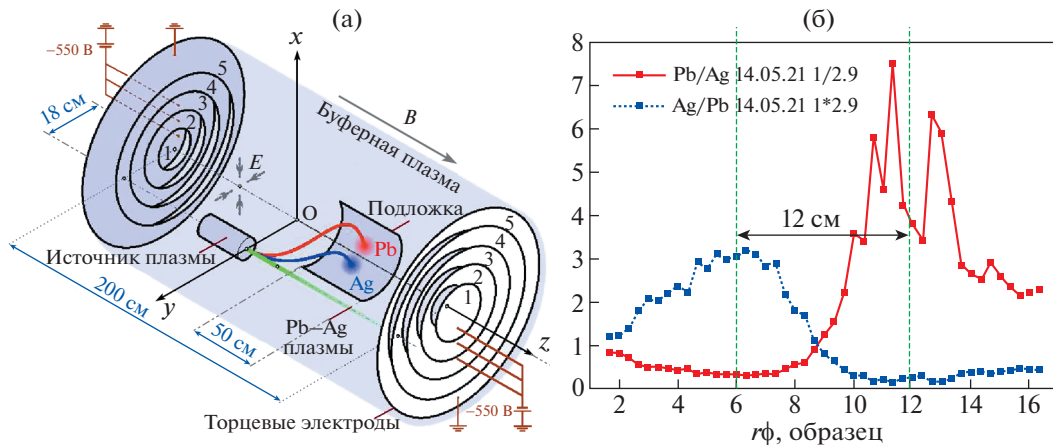 (а)
−550 В
x
5
4
3
2
1
18 см
B
Буферная плазма
E
O
Подложка
Pb
Ag
Источник плазмы
y
200 см
50 см
Pb–Ag
плазмы
5
4
3
2
1
z
−550 В
Торцевые электроды
(б)
8
7
6
5
4
3
2
1
0
Pb/Ag 14.05.21 1/2.9
Ag/Pb 14.05.21 1*2.9
12 см
2 4 6 8 10 12 14 16
rϕ, образец